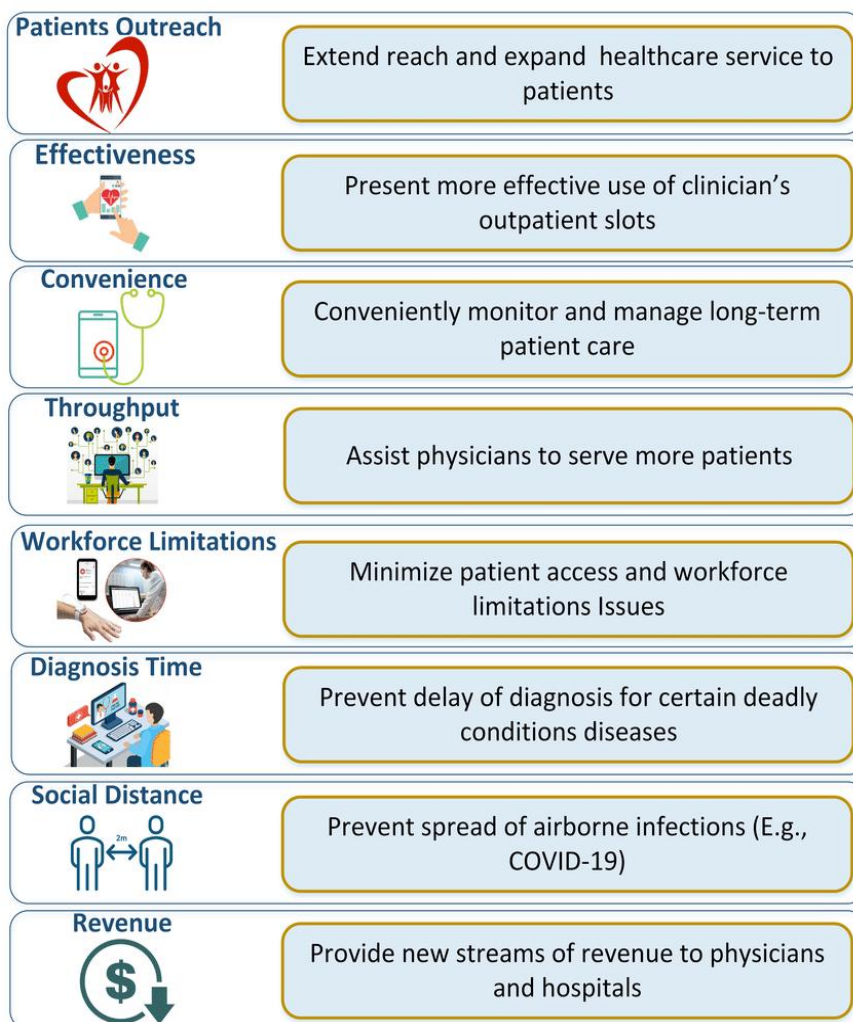 Patients Outreach
Extend reach and expand healthcare service to
patients
Effectiveness
Present more effective use of clinician’s
outpatient slots
Convenience
Conveniently monitor and manage long-term
patient care
Throughput
Assist physicians to serve more patients
Workforce Limitations
Minimize patient access and workforce
limitations Issues
Diagnosis Time
Prevent delay of diagnosis for certain deadly
conditions diseases
Social Distance
2m
Prevent spread of airborne infections (E.g.,
COVID-19)
Revenue
$
Provide new streams of revenue to physicians
and hospitals